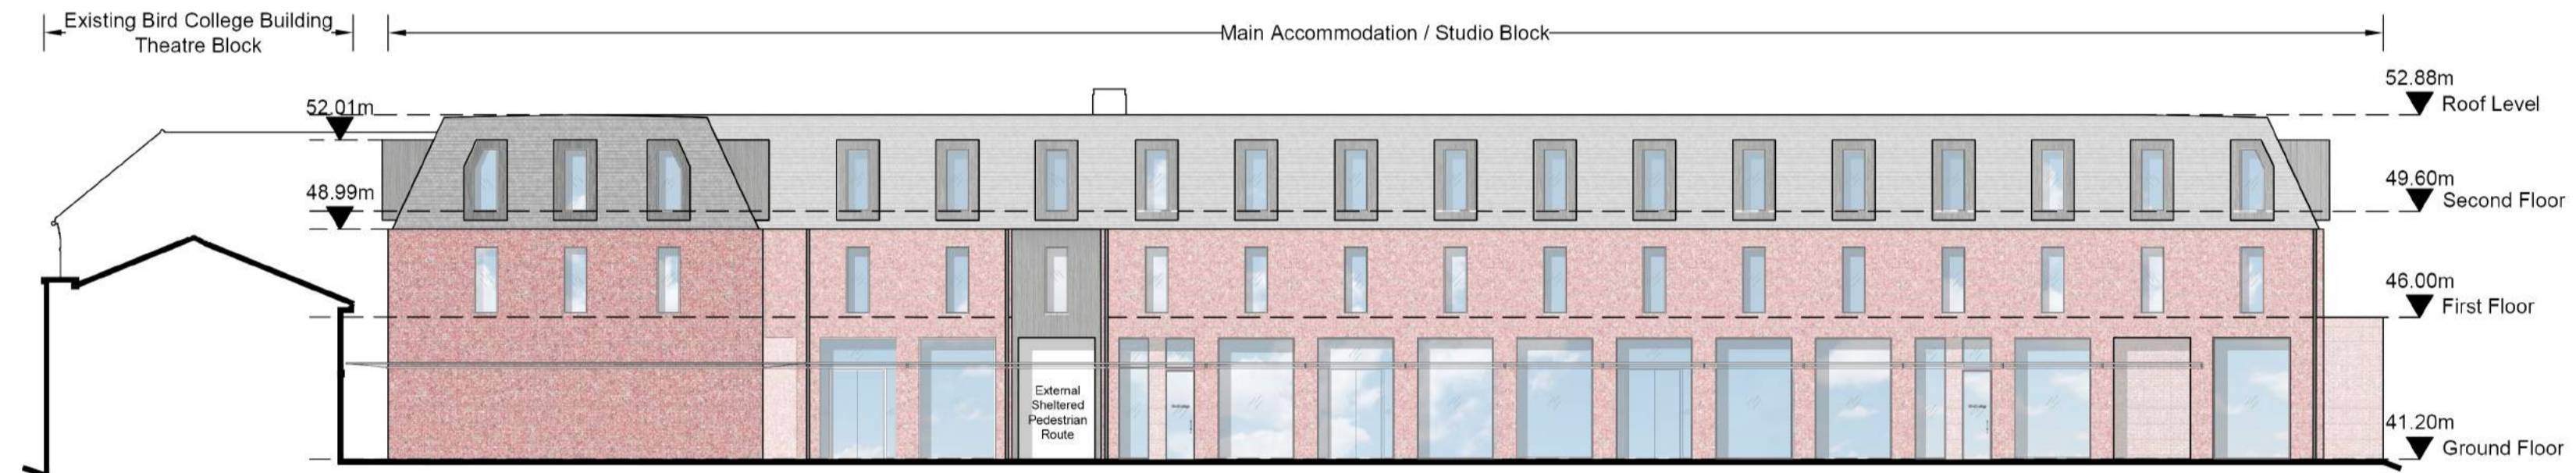 Existing Bird College Building
Theatre Block
Main Accommodation / Studio Block
52.01m
48.99m
52.88m
Roof Level
49.60m
Second Floor
46.00m
First Floor
External
Sheltered
Pedestrian
Route
41.20m
Ground Floor